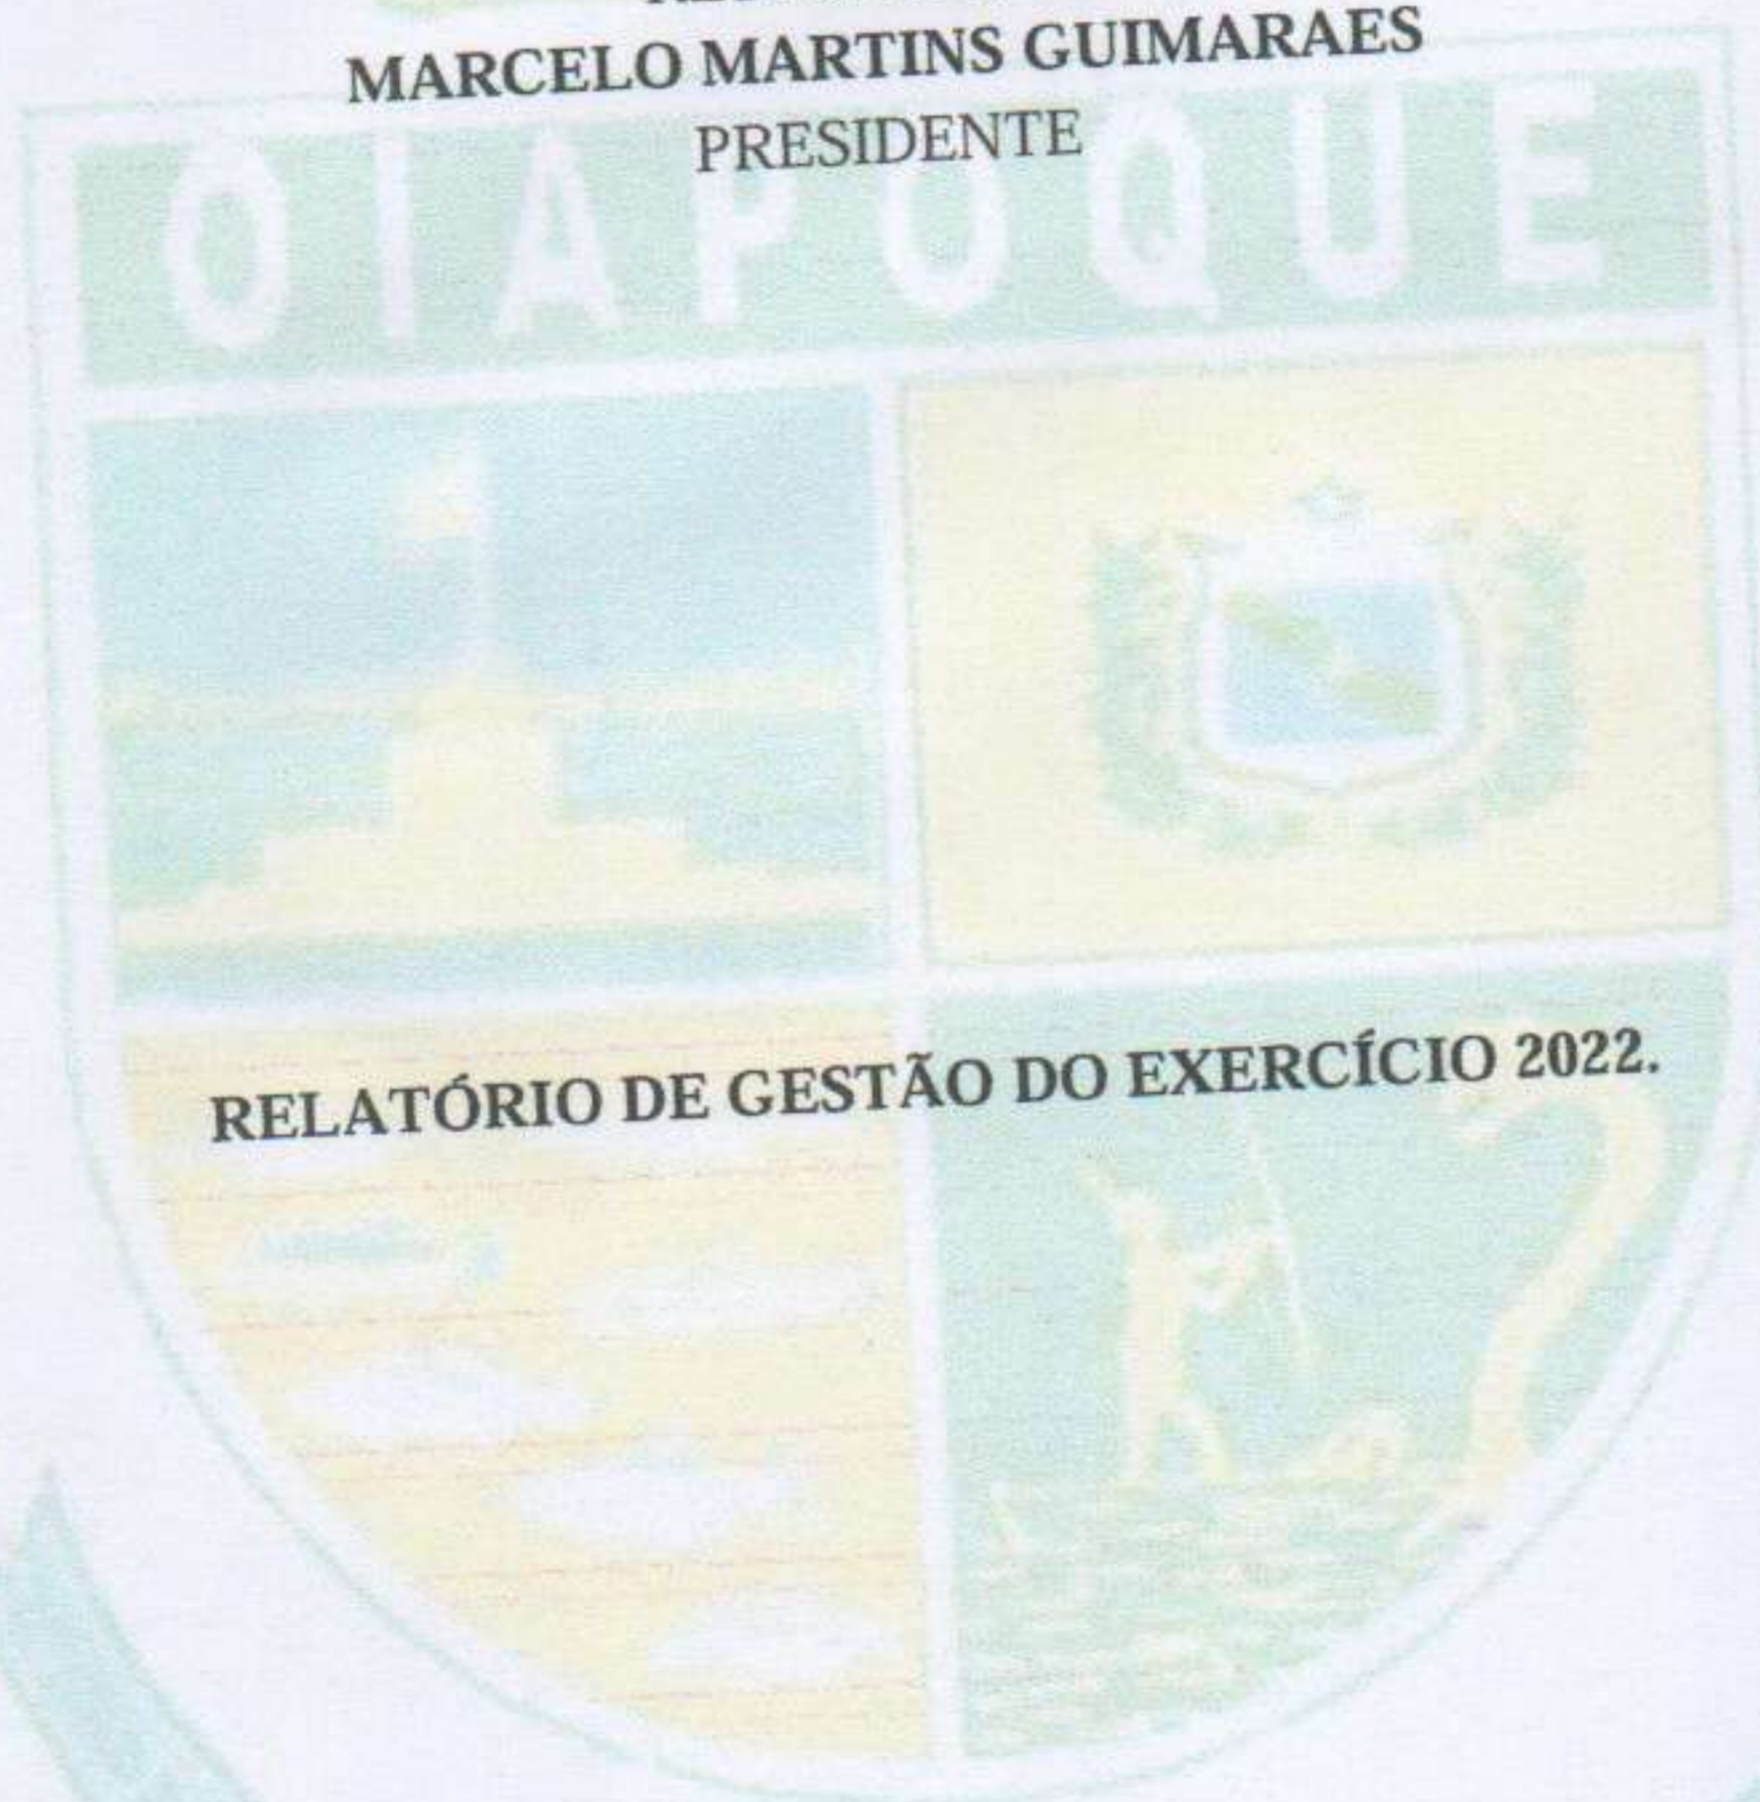 MARCELO MARTINS GUIMARAES
PRESIDENTE
OIAPOQUE
RELATÓRIO DE GESTÃO DO EXERCÍCIO 2022.